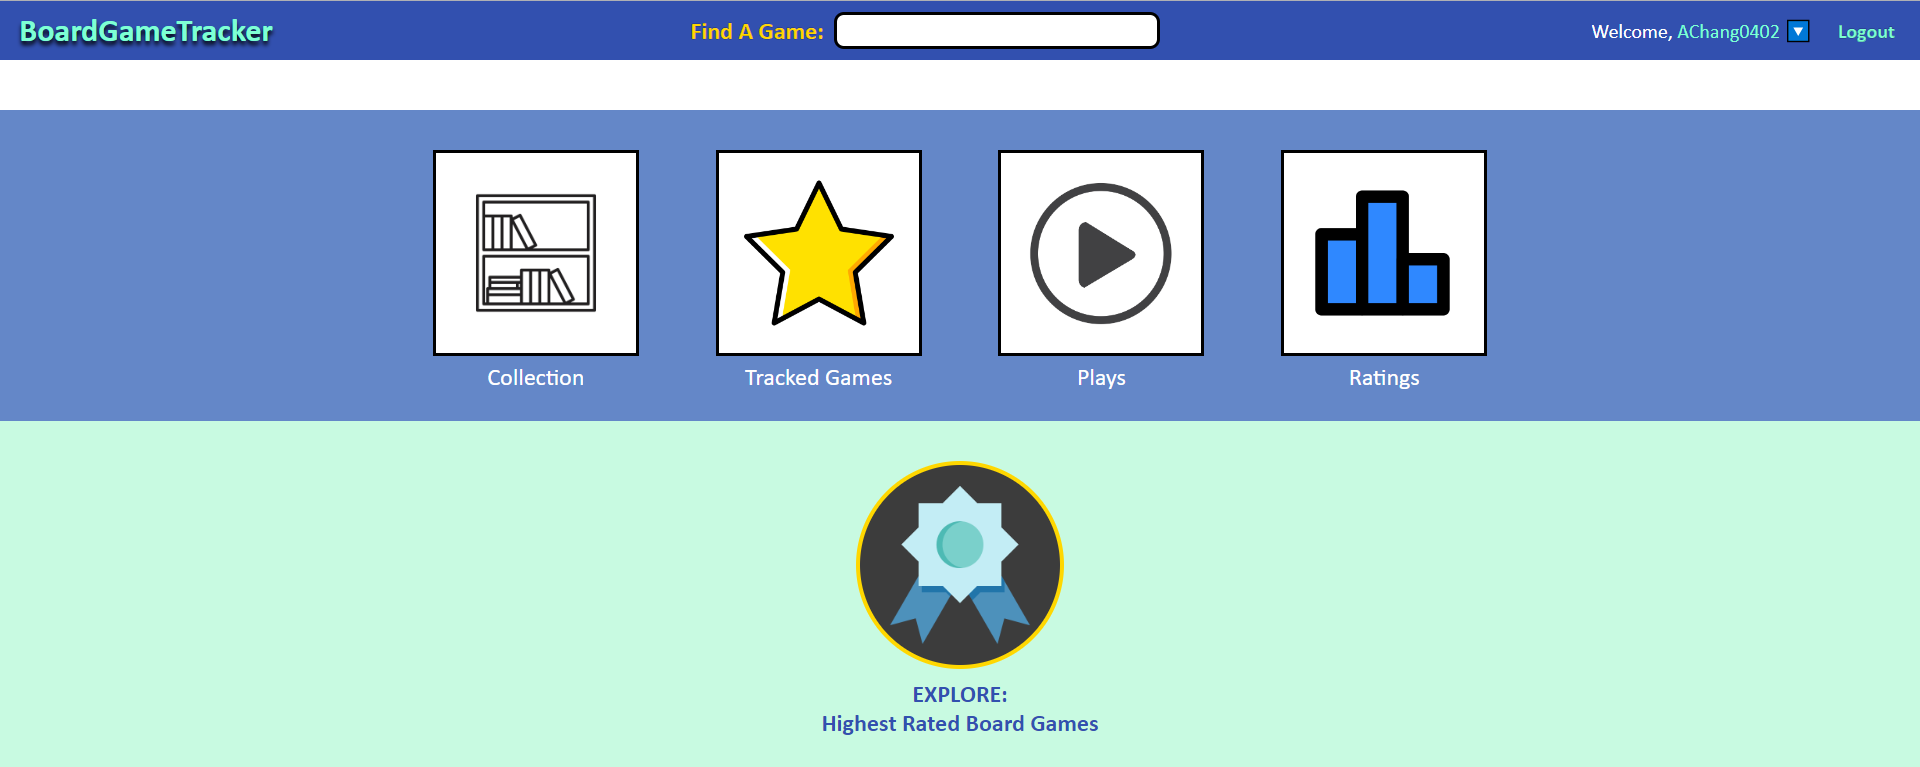 BoardGameTracker
Find A Game:
Welcome, AChang0402
Logout
Collection
Tracked Games
Plays
Ratings
EXPLORE:
Highest Rated Board Games